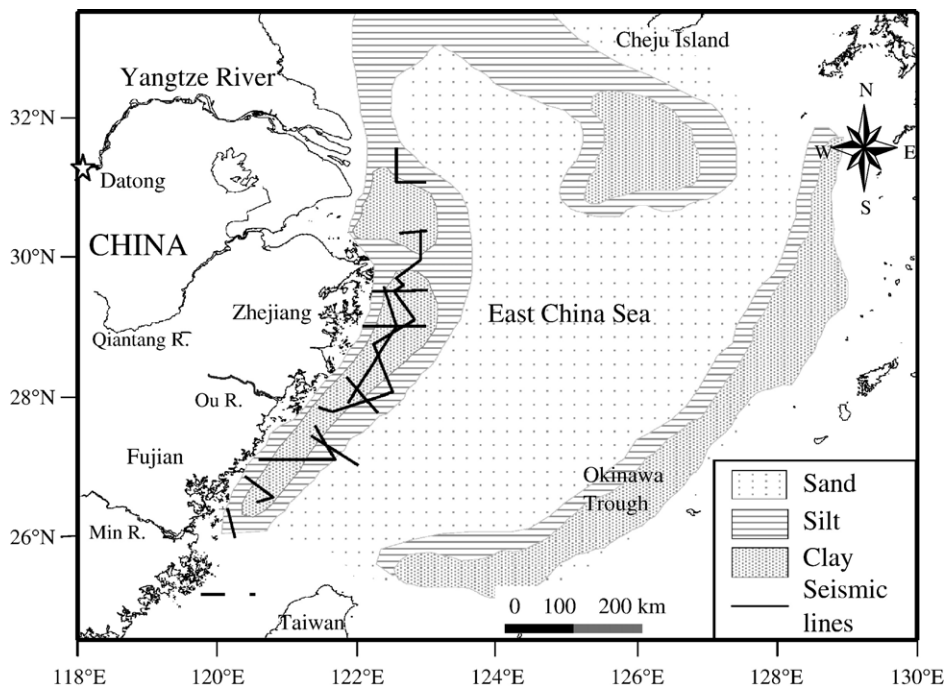 Cheju Island
Yangtze River
N
32°N
W
E
Datong
S
CHINA
30°N
Zhejiang
East China Sea
Qiantang R.
28°N
Ou R.
Fujian
Okinawa
Trough
Sand
Silt
Min R.
26°N
Clay
Seismic
lines
0 100 200 km
Taiwan
118°E 120°E 122°E 124°E 126°E 128°E 130°E